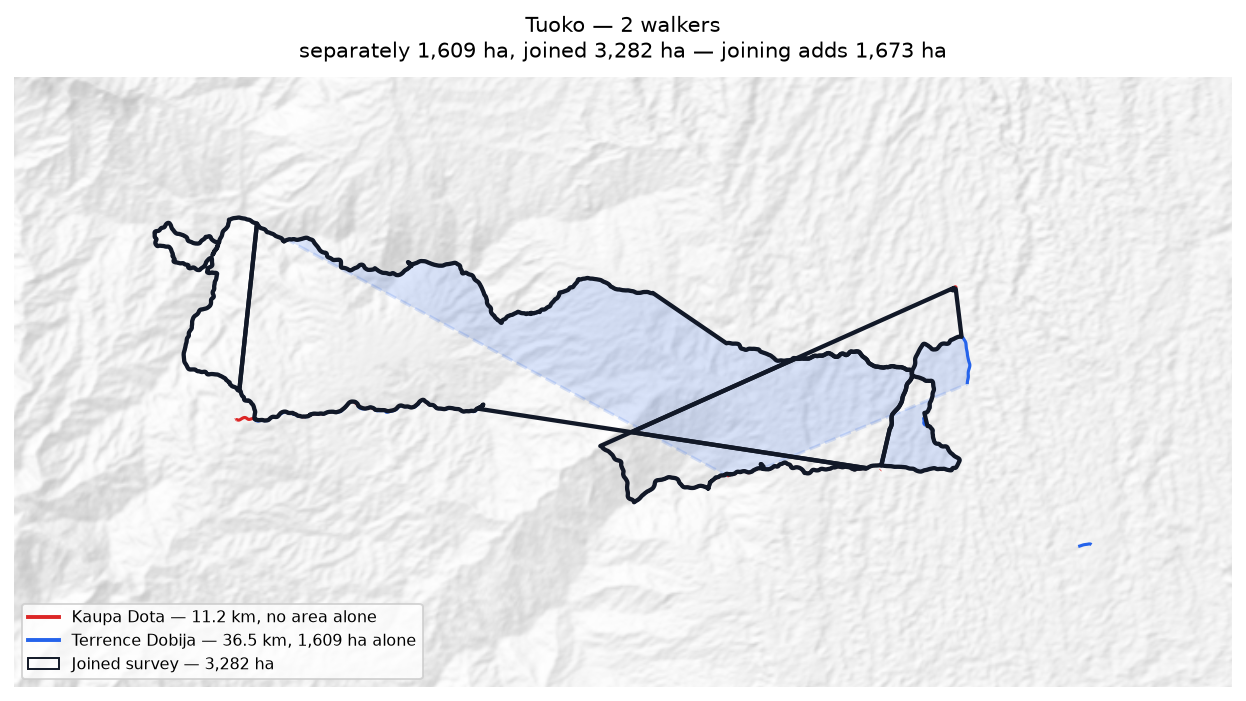 Tuoko — 2 walkers
separately 1,609 ha, joined 3,282 ha — joining adds 1,673 ha
Kaupa Dota — 11.2 km, no area alone
Terrence Dobija — 36.5 km, 1,609 ha alone
Joined survey — 3,282 ha